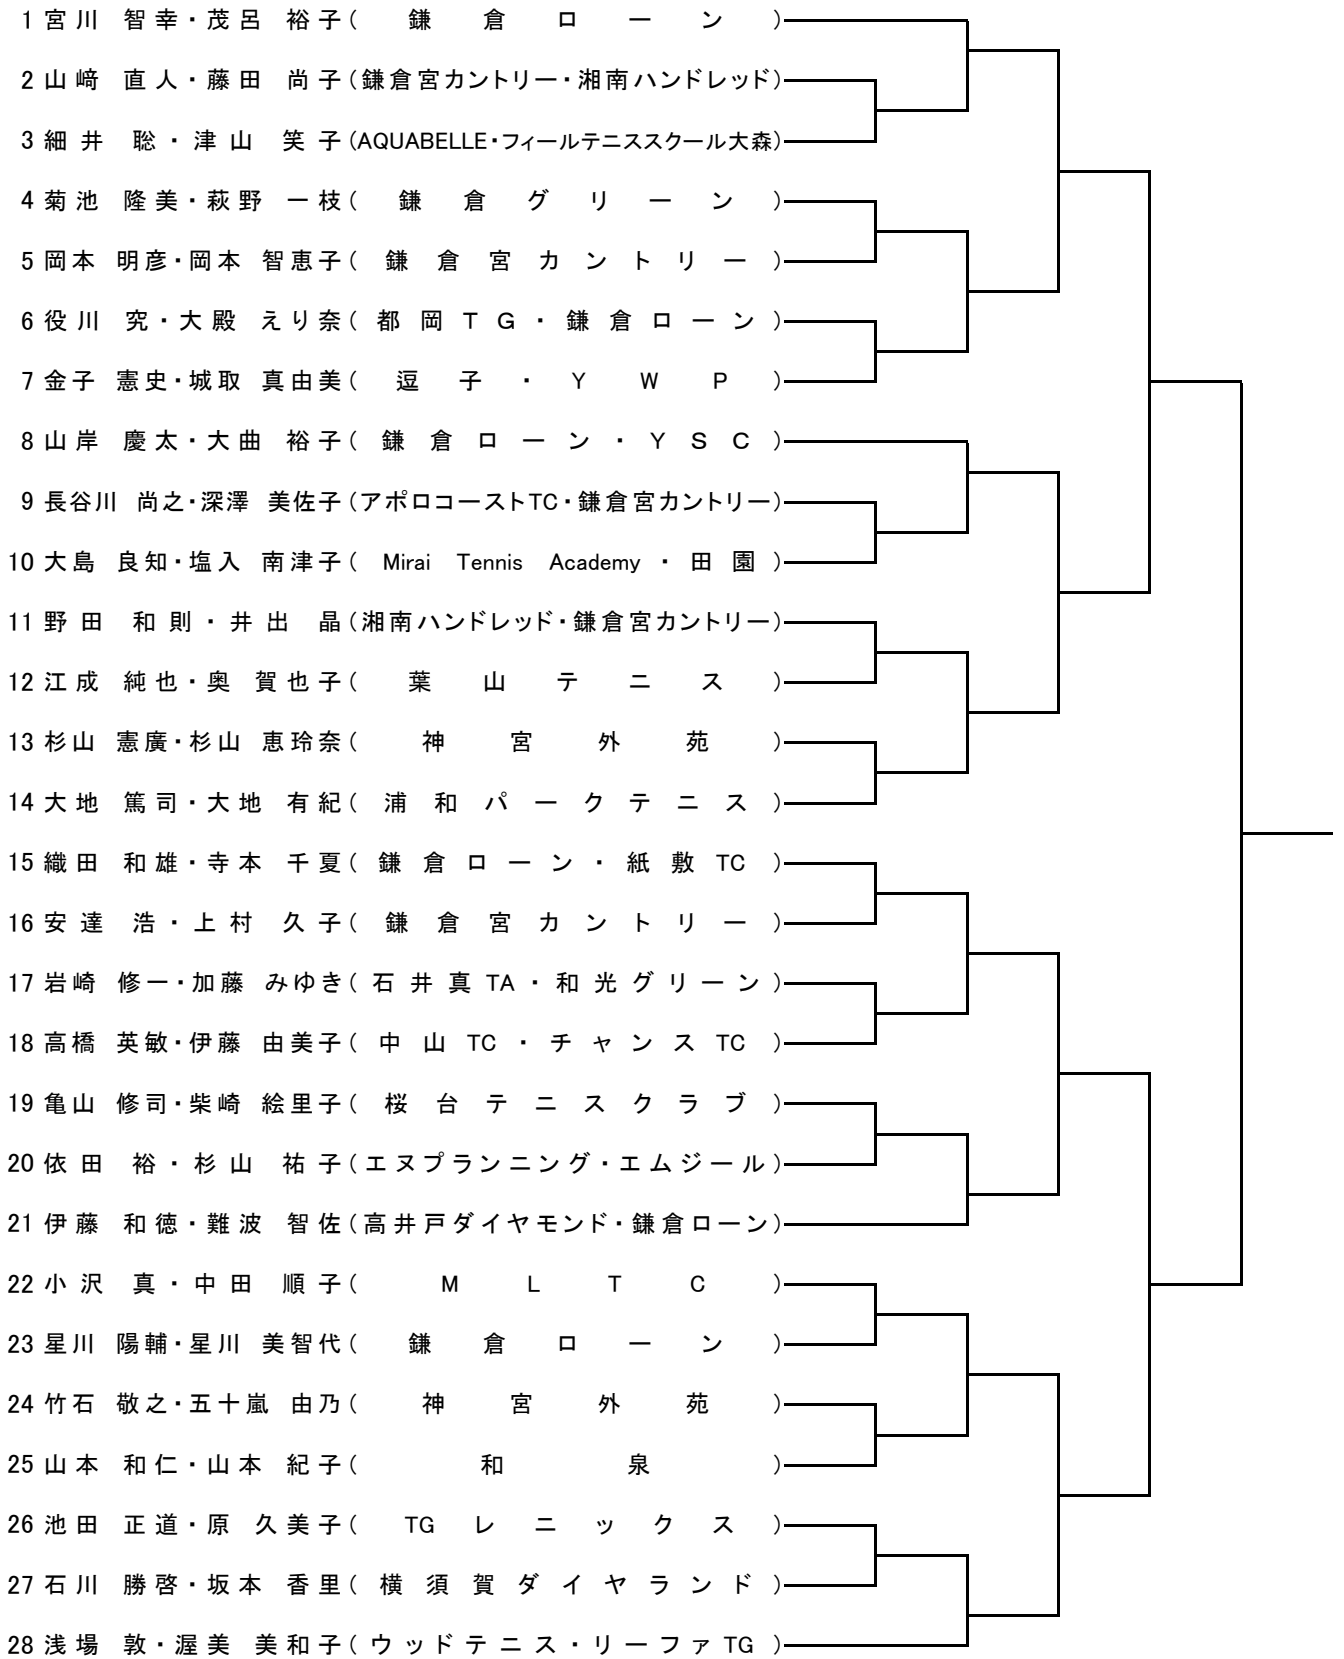 1 宮川 智幸・茂呂 裕子(鎌倉ローン)
2 山﨑 直人・藤田 尚子(鎌倉宮カントリー・湘南ハンドレッド)
3 細井 聡・津山 笑子(AQUABELLE・フィールテニススクール大森)
4 菊池 隆美・萩野 一枝(鎌倉グリーン)
5 岡本 明彦・岡本 智恵子(鎌倉宮カントリー)
6 役川 究・大殿 えり奈(都岡TG・鎌倉ローン)
7 金子 憲史・城取 真由美(逗子・YWP)
8 山岸 慶太・大曲 裕子(鎌倉ローン・YSC)
9 長谷川 尚之・深澤 美佐子(アポロコーストTC・鎌倉宮カントリー)
10 大島 良知・塩入 南津子(Mirai Tennis Academy・田園)
11 野田 和則・井出 晶(湘南ハンドレッド・鎌倉宮カントリー)
12 江成 純也・奥 賀也子(葉山テニス)
13 杉山 憲廣・杉山 恵玲奈(神宮外苑)
14 大地 篤司・大地 有紀(浦和パークテニス)
15 織田 和雄・寺本 千夏(鎌倉ローン・紙敷TC)
16 安達 浩・上村 久子(鎌倉宮カントリー)
17 岩崎 修一・加藤 みゆき(石井真TA・和光グリーン)
18 高橋 英敏・伊藤 由美子(中山TC・チャンスTC)
19 亀山 修司・柴崎 絵里子(桜台テニスクラブ)
20 依田 裕・杉山 祐子(エヌプランニング・エムジール)
21 伊藤 和徳・難波 智佐(高井戸ダイヤモンド・鎌倉ローン)
22 小沢 真・中田 順子(MLTC)
23 星川 陽輔・星川 美智代(鎌倉ローン)
24 竹石 敬之・五十嵐 由乃(神宮外苑)
25 山本 和仁・山本 紀子(和泉)
26 池田 正道・原 久美子(TGレニックス)
27 石川 勝啓・坂本 香里(横須賀ダイヤランド)
28 浅場 敦・渥美 美和子(ウッドテニス・リーファTG)